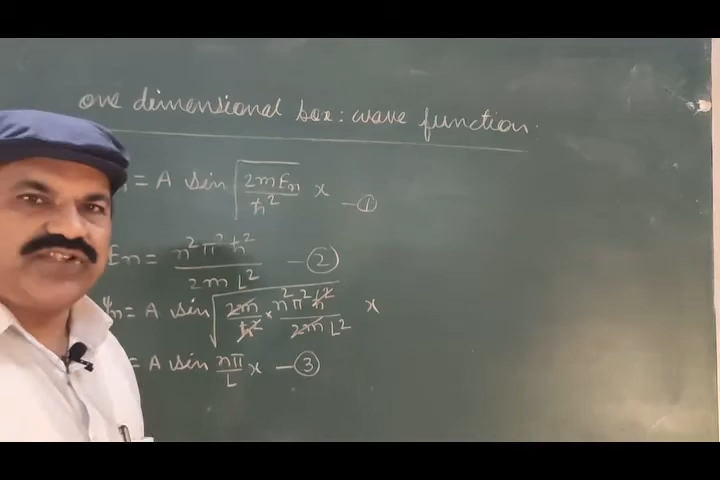 one dimensional box: wave function.
= A sin √(2mEn/ħ²) x —①
En = n²π²ħ²/2mL² —②
ψn = A sin √(2m/ħ² × n²π²ħ²/2mL²) x
= A sin nπ/L x —③